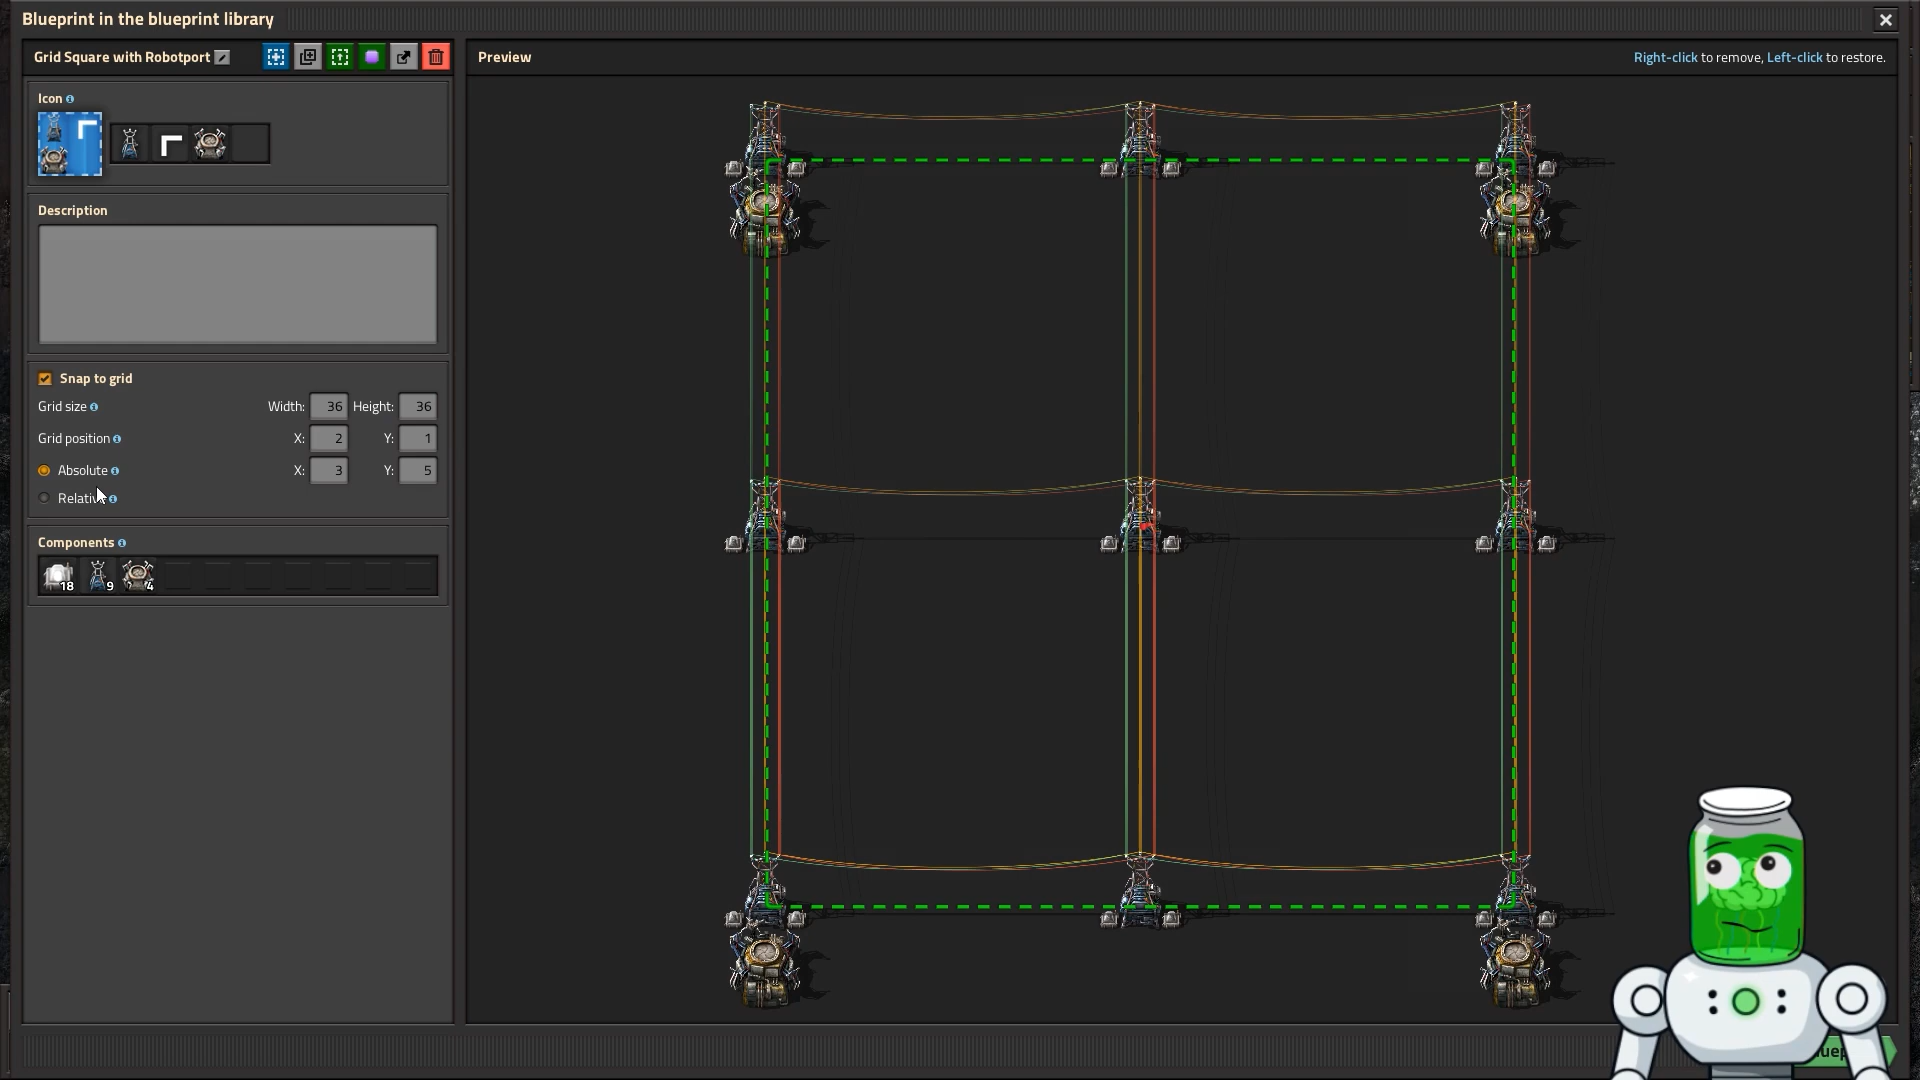 Blueprint in the blueprint library
Grid Square with Robotport
Preview
Right-click to remove, Left-click to restore.
Icon
Description
Snap to grid
Grid size Width: 36 Height: 36
Grid position X: 2 Y: 1
Absolute X: 3 Y: 5
Components
18 9 4